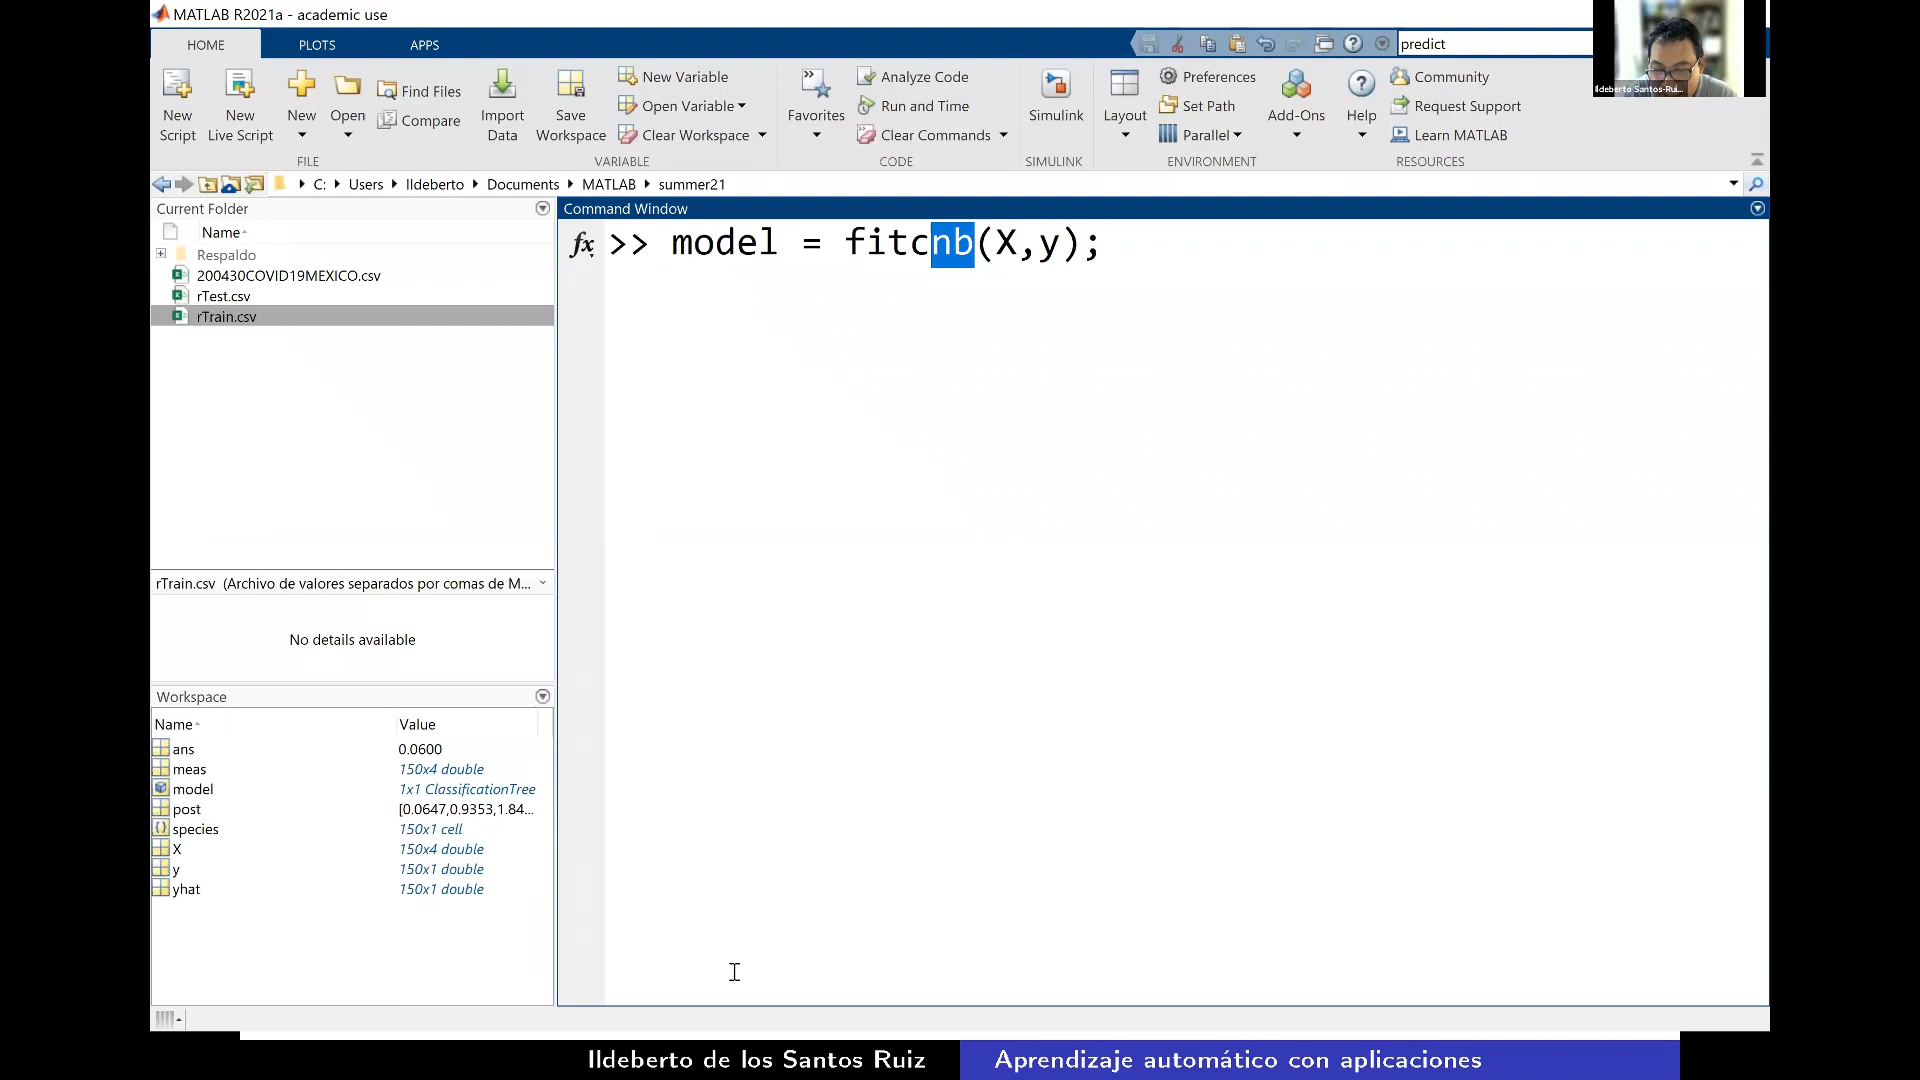 MATLAB R2021a - academic use
HOME
PLOTS
APPS
predict
New Script
New Live Script
New
Open
Find Files
Compare
Import Data
Save Workspace
New Variable
Open Variable
Clear Workspace
Favorites
Analyze Code
Run and Time
Clear Commands
Simulink
Layout
Preferences
Set Path
Parallel
Add-Ons
Help
Community
Request Support
Learn MATLAB
FILE
VARIABLE
CODE
SIMULINK
ENVIRONMENT
RESOURCES
Ildeberto Santos-Rui...
C: Users Ildeberto Documents MATLAB summer21
Current Folder
Name
Respaldo
200430COVID19MEXICO.csv
rTest.csv
rTrain.csv
rTrain.csv (Archivo de valores separados por comas de M...
No details available
Workspace
Name Value
ans 0.0600
meas 150x4 double
model 1x1 ClassificationTree
post [0.0647,0.9353,1.84...
species 150x1 cell
X 150x4 double
y 150x1 double
yhat 150x1 double
Command Window
fx >> model = fitcnb(X,y);
Ildeberto de los Santos Ruiz
Aprendizaje automático con aplicaciones